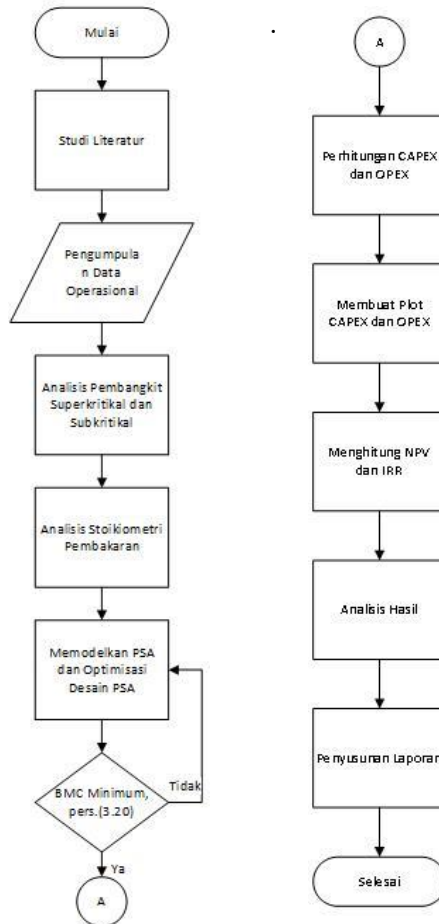 Mulai
Studi Literatur
Pengumpula
n Data
Operasional
Analisis Pembangkit
Superkritikal dan
Subkritikal
Analisis Stoikiometri
Pembakaran
Memodelkan PSA
dan Optimisasi
Desain PSA
BMC Minimum,
pers.(3.20)
Tidak
Ya
A
A
Perhitungan CAPEX
dan OPEX
Membuat Plot
CAPEX dan OPEX
Menghitung NPV
dan IRR
Analisis Hasil
Penyusunan Laporan
Selesai